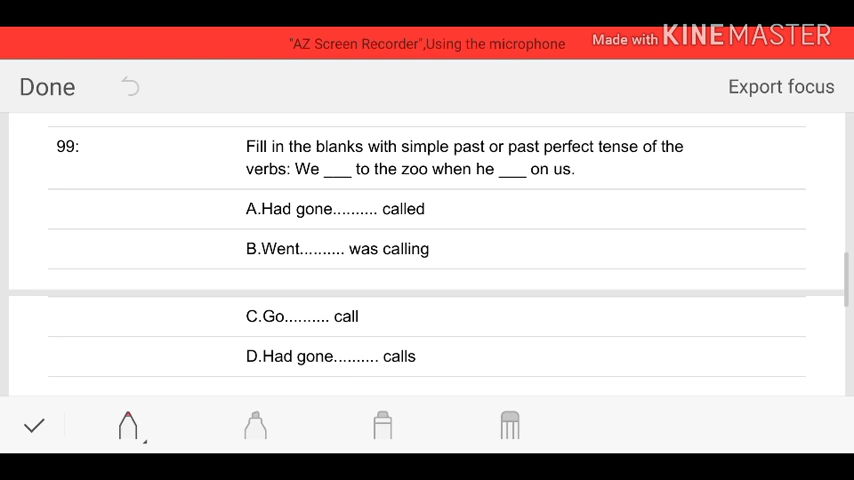 "AZ Screen Recorder",Using the microphone
Made with KINEMASTER
Done
Export focus
99:
Fill in the blanks with simple past or past perfect tense of the
verbs: We ___ to the zoo when he ___ on us.
A.Had gone.......... called
B.Went.......... was calling
C.Go.......... call
D.Had gone.......... calls